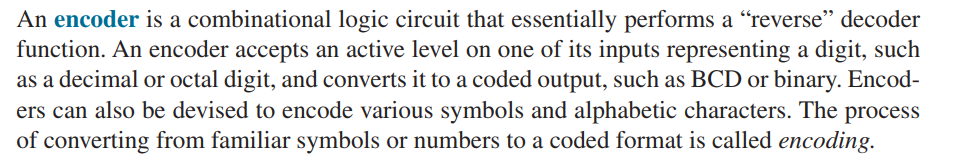 An encoder is a combinational logic circuit that essentially performs a “reverse” decoder
function. An encoder accepts an active level on one of its inputs representing a digit, such
as a decimal or octal digit, and converts it to a coded output, such as BCD or binary. Encod-
ers can also be devised to encode various symbols and alphabetic characters. The process
of converting from familiar symbols or numbers to a coded format is called encoding.